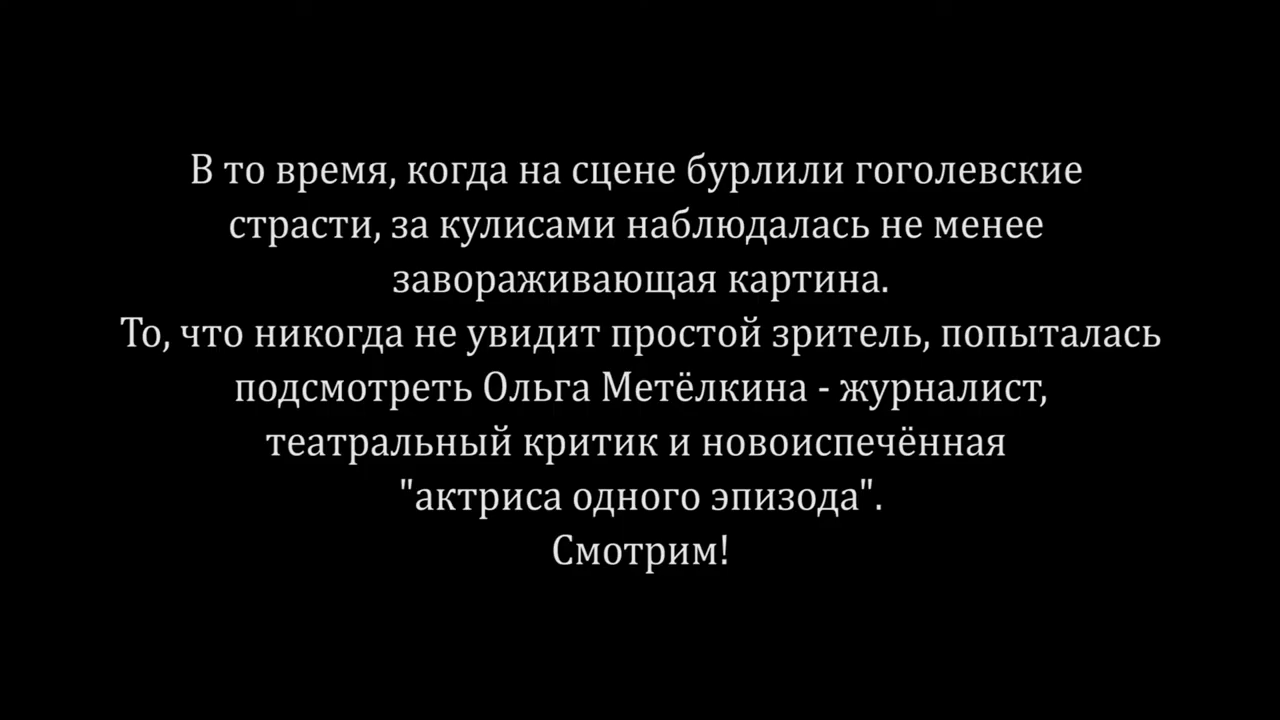 В то время, когда на сцене бурлили гоголевские
страсти, за кулисами наблюдалась не менее
завораживающая картина.
То, что никогда не увидит простой зритель, попыталась
подсмотреть Ольга Метёлкина - журналист,
театральный критик и новоиспечённая
"актриса одного эпизода".
Смотрим!